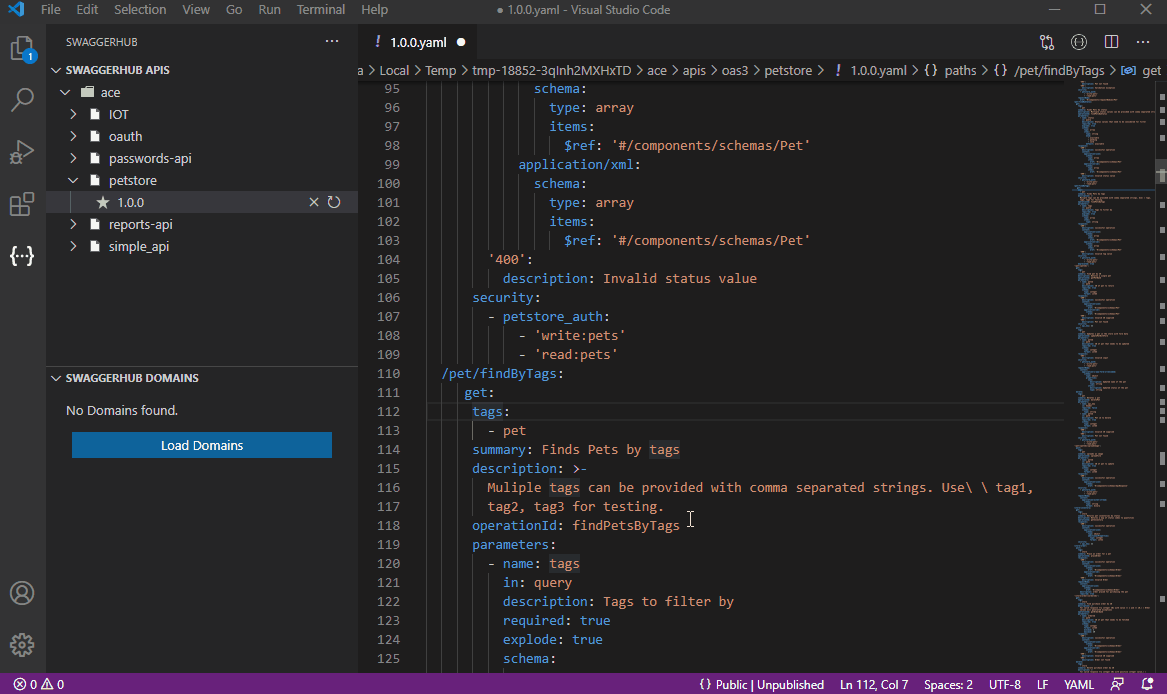 File Edit Selection View Go Run Terminal Help
● 1.0.0.yaml - Visual Studio Code
1
SWAGGERHUB ...
SWAGGERHUB APIS
ace
IOT
oauth
passwords-api
petstore
1.0.0
reports-api
simple_api
SWAGGERHUB DOMAINS
No Domains found.
Load Domains
! 1.0.0.yaml ●
a > Local > Temp > tmp-18852-3qInh2MXHxTD > ace > apis > oas3 > petstore > ! 1.0.0.yaml > {} paths > {} /pet/findByTags > get
95 schema:
96 type: array
97 items:
98 $ref: '#/components/schemas/Pet'
99 application/xml:
100 schema:
101 type: array
102 items:
103 $ref: '#/components/schemas/Pet'
104 '400':
105 description: Invalid status value
106 security:
107 - petstore_auth:
108 - 'write:pets'
109 - 'read:pets'
110 /pet/findByTags:
111 get:
112 tags:
113 - pet
114 summary: Finds Pets by tags
115 description: >-
116 Muliple tags can be provided with comma separated strings. Use\ \ tag1,
117 tag2, tag3 for testing.
118 operationId: findPetsByTags
119 parameters:
120 - name: tags
121 in: query
122 description: Tags to filter by
123 required: true
124 explode: true
125 schema:
0 0 {} Public | Unpublished Ln 112, Col 7 Spaces: 2 UTF-8 LF YAML